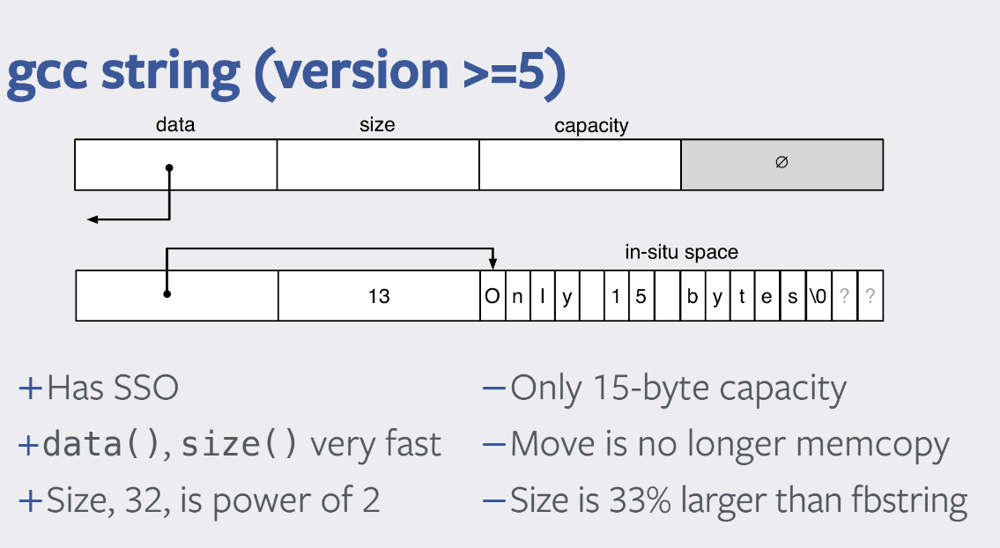 gcc string (version >=5)
data size capacity
∅
in-situ space
13 O n l y 1 5 b y t e s \0 ? ?
+Has SSO
+data(), size() very fast
+Size, 32, is power of 2
−Only 15-byte capacity
−Move is no longer memcopy
−Size is 33% larger than fbstring